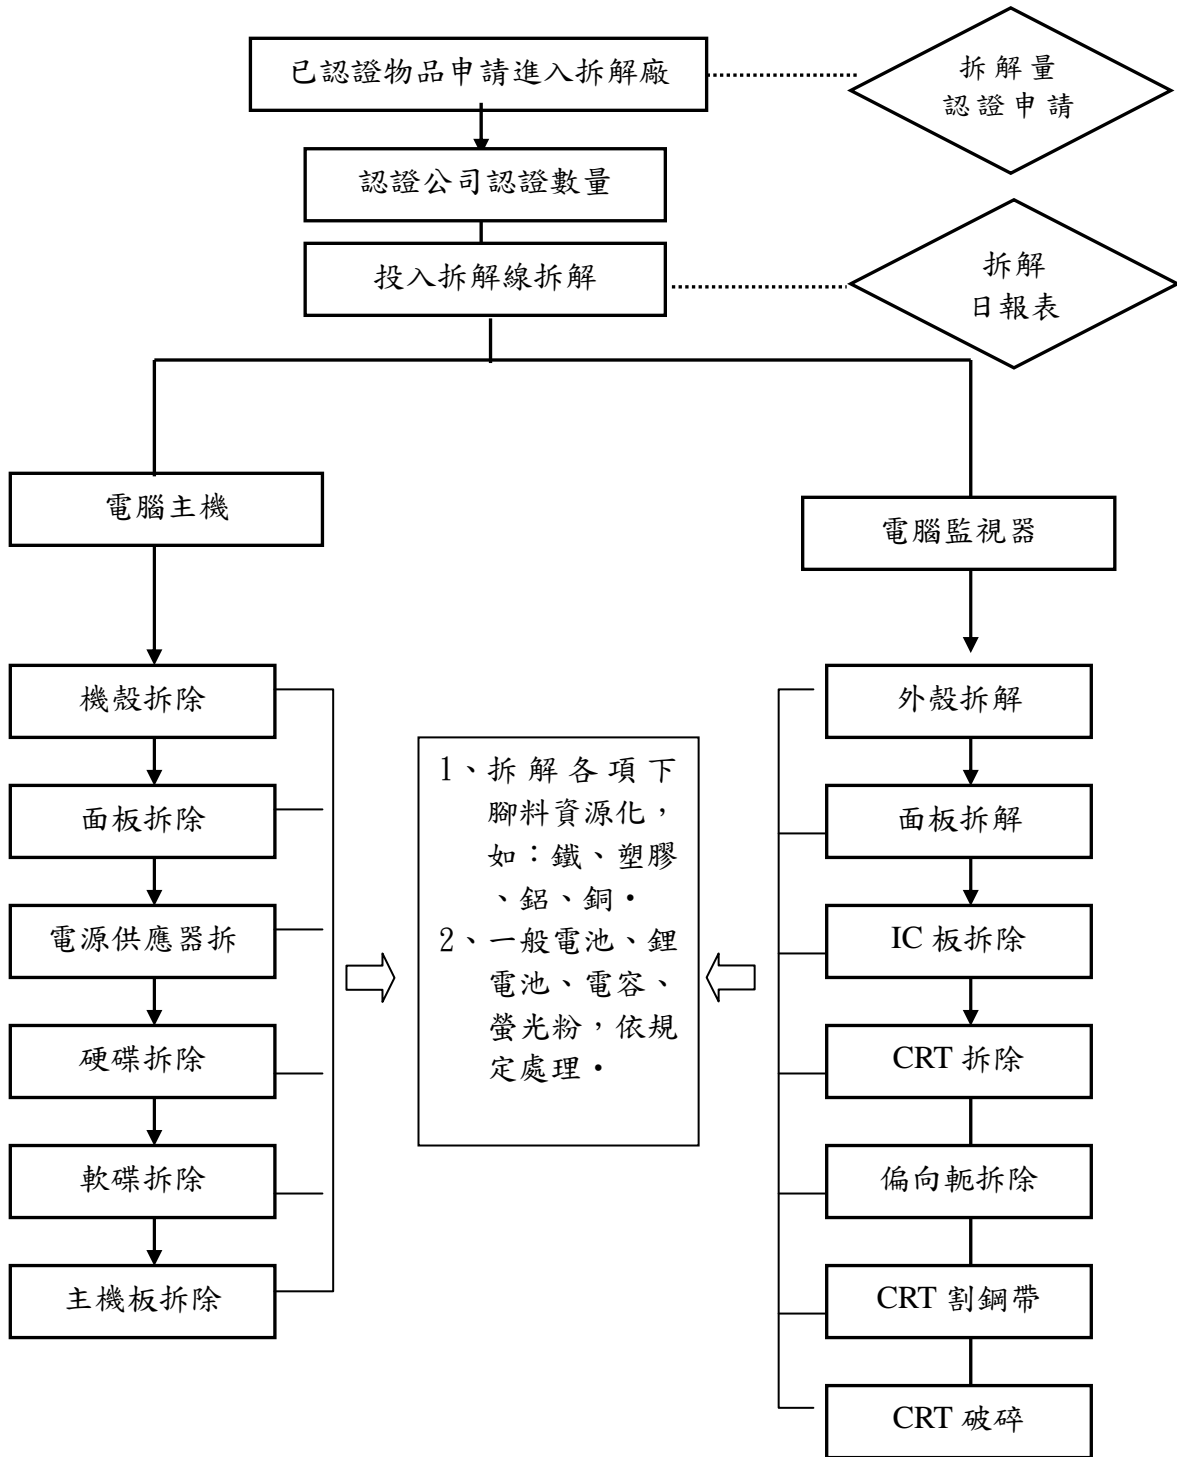 已認證物品申請進入拆解廠
拆解量
認證申請
認證公司認證數量
投入拆解線拆解
拆解
日報表
電腦主機
電腦監視器
機殼拆除
面板拆除
電源供應器拆
硬碟拆除
軟碟拆除
主機板拆除
1、拆解各項下
腳料資源化，
如：鐵、塑膠
、鋁、銅‧
2、一般電池、鋰
電池、電容、
螢光粉，依規
定處理‧
外殼拆解
面板拆解
IC 板拆除
CRT 拆除
偏向軛拆除
CRT 割鋼帶
CRT 破碎